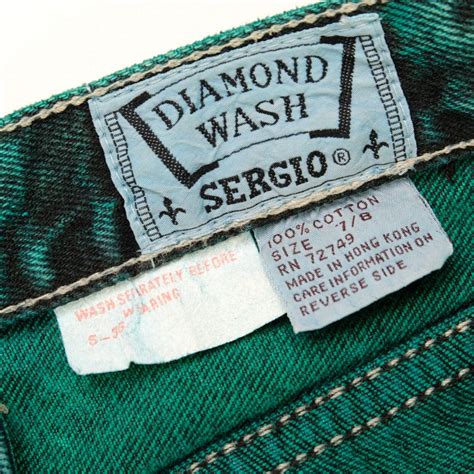 DIAMOND
WASH
SERGIO®
100% COTTON
SIZE 7/8
RN 72749
MADE IN HONG KONG
CARE INFORMATION ON
REVERSE SIDE
WASH SEPARATELY BEFORE
WEARING